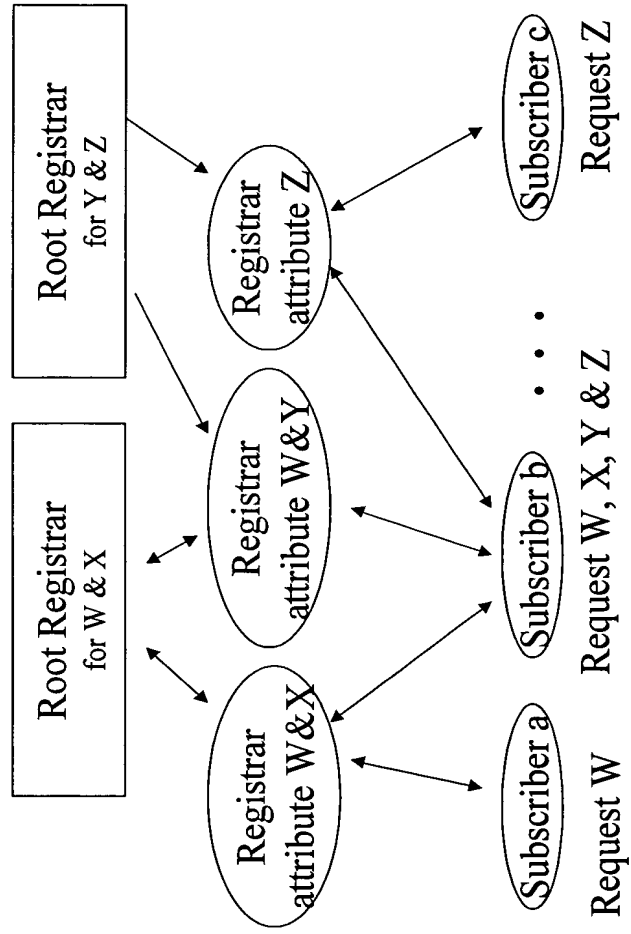 Root Registrar
for W & X
Root Registrar
for Y & Z
Registrar
attribute W&X
Registrar
attribute W&Y
Registrar
attribute Z
Subscriber a
Subscriber b
. . .
Subscriber c
Request W
Request W, X, Y & Z
Request Z